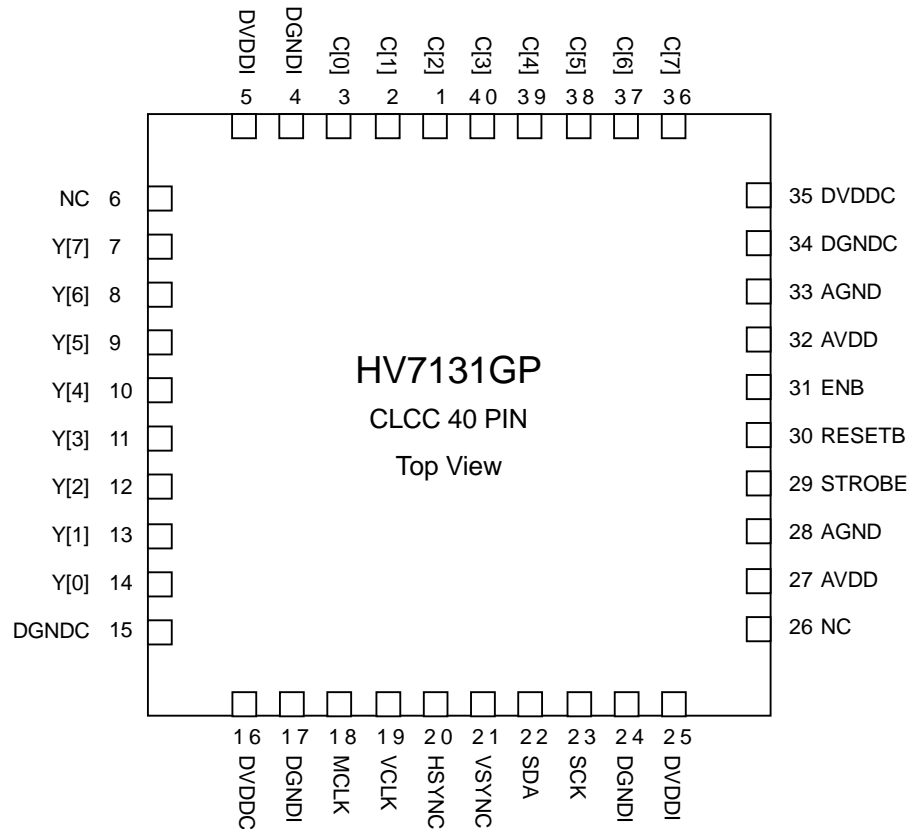 DVDDI DGNDI C[0] C[1] C[2] C[3] C[4] C[5] C[6] C[7]
5 4 3 2 1 40 39 38 37 36
NC 6
Y[7] 7
Y[6] 8
Y[5] 9
Y[4] 10
Y[3] 11
Y[2] 12
Y[1] 13
Y[0] 14
DGNDC 15
HV7131GP
CLCC 40 PIN
Top View
35 DVDDC
34 DGNDC
33 AGND
32 AVDD
31 ENB
30 RESETB
29 STROBE
28 AGND
27 AVDD
26 NC
16 17 18 19 20 21 22 23 24 25
DVDDC DGNDI MCLK VCLK HSYNC VSYNC SDA SCK DGNDI DVDDI